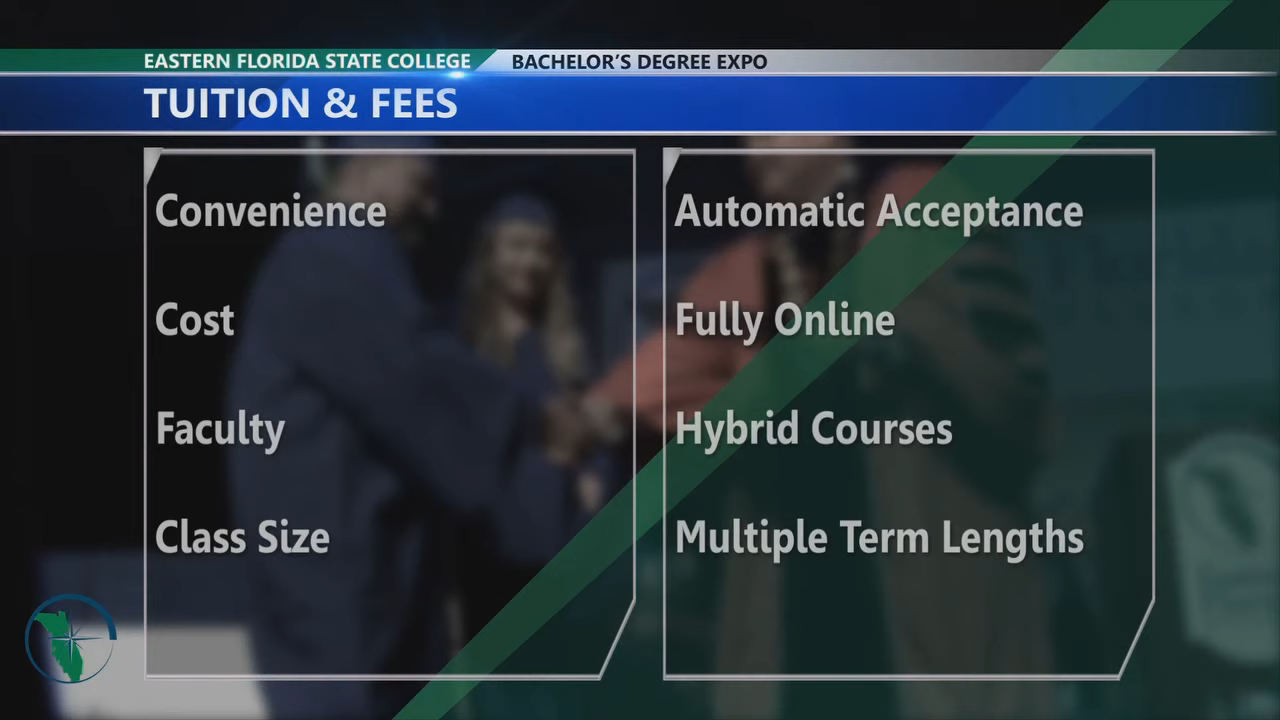 EASTERN FLORIDA STATE COLLEGE
BACHELOR'S DEGREE EXPO
TUITION & FEES
Convenience
Cost
Faculty
Class Size
Automatic Acceptance
Fully Online
Hybrid Courses
Multiple Term Lengths